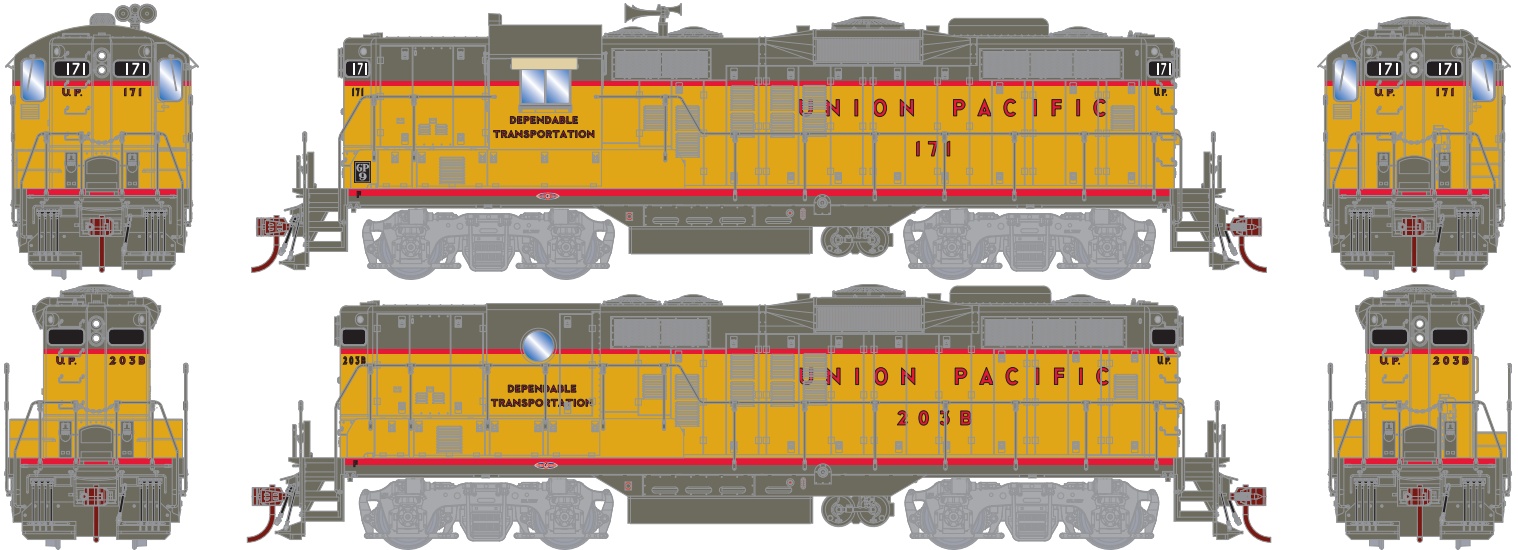 171 171
U.P. 171
171
171
DEPENDABLE
TRANSPORTATION
GP
9
F
171
U.P.
UNION PACIFIC
171
171 171
U.P. 171
U.P. 203B
203B
DEPENDABLE
TRANSPORTATION
F
U.P.
UNION PACIFIC
203B
U.P. 203B